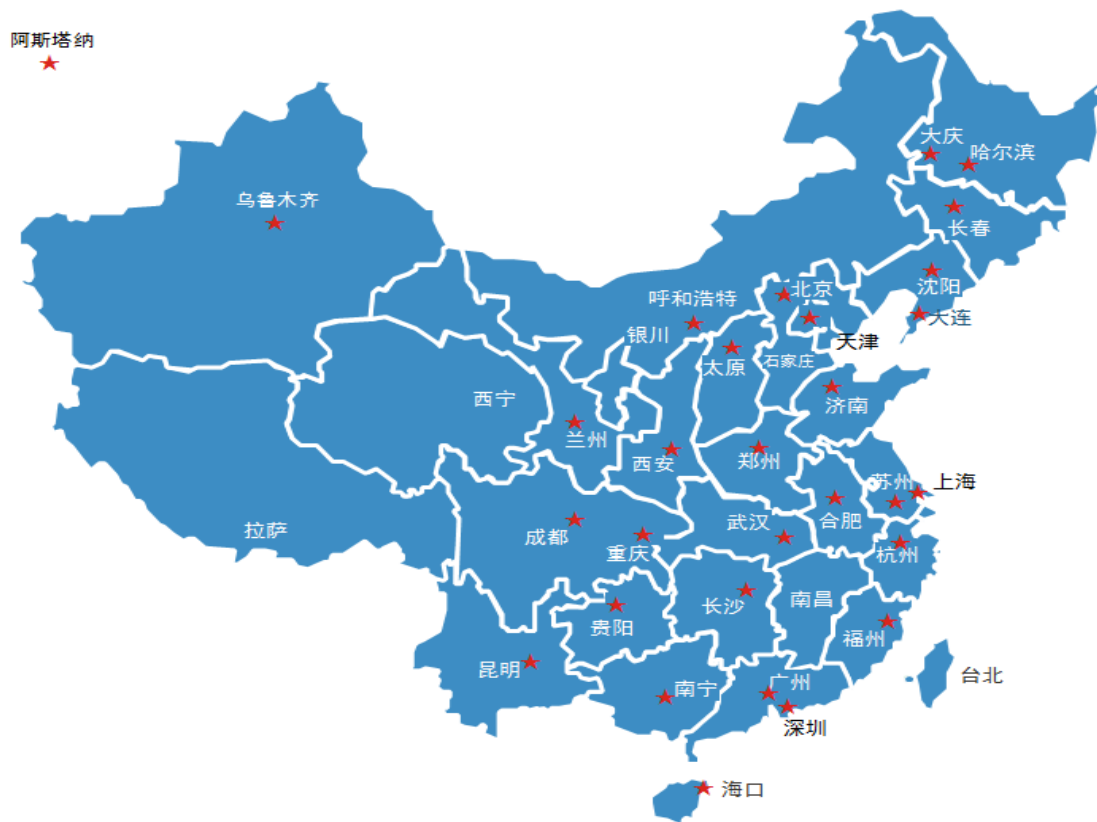 阿斯塔纳
大庆
哈尔滨
乌鲁木齐
长春
沈阳
北京
呼和浩特
大连
银川
天津
石家庄
太原
西宁
济南
兰州
西安
郑州
苏州
上海
拉萨
成都
重庆
武汉
合肥
杭州
长沙
南昌
贵阳
福州
昆明
台北
南宁
广州
深圳
海口